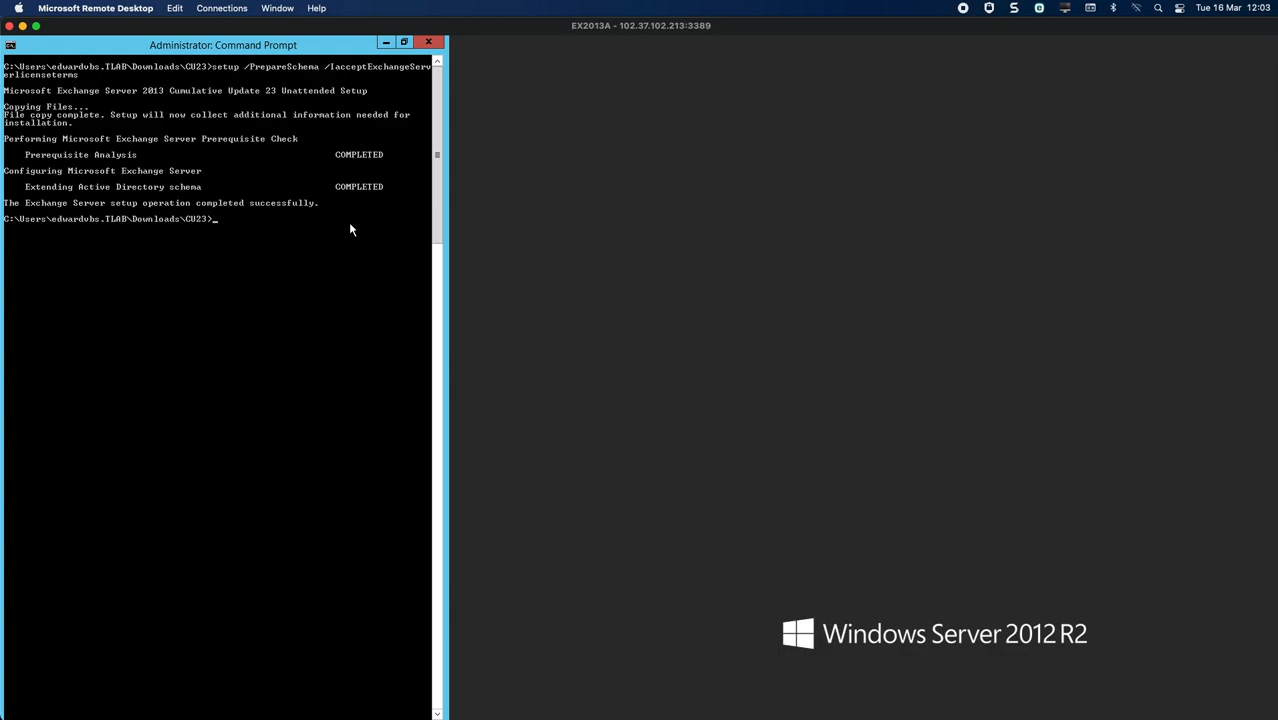 Microsoft Remote Desktop Edit Connections Window Help Tue 16 Mar 12:03
EX2013A - 102.37.102.213:3389
Administrator: Command Prompt
C:\Users\edwardvbs.TLAB\Downloads\CU23>setup /PrepareSchema /IacceptExchangeServ
erlicenseterms
Microsoft Exchange Server 2013 Cumulative Update 23 Unattended Setup
Copying Files...
File copy complete. Setup will now collect additional information needed for
installation.
Performing Microsoft Exchange Server Prerequisite Check
Prerequisite Analysis COMPLETED
Configuring Microsoft Exchange Server
Extending Active Directory schema COMPLETED
The Exchange Server setup operation completed successfully.
C:\Users\edwardvbs.TLAB\Downloads\CU23>_
Windows Server 2012 R2